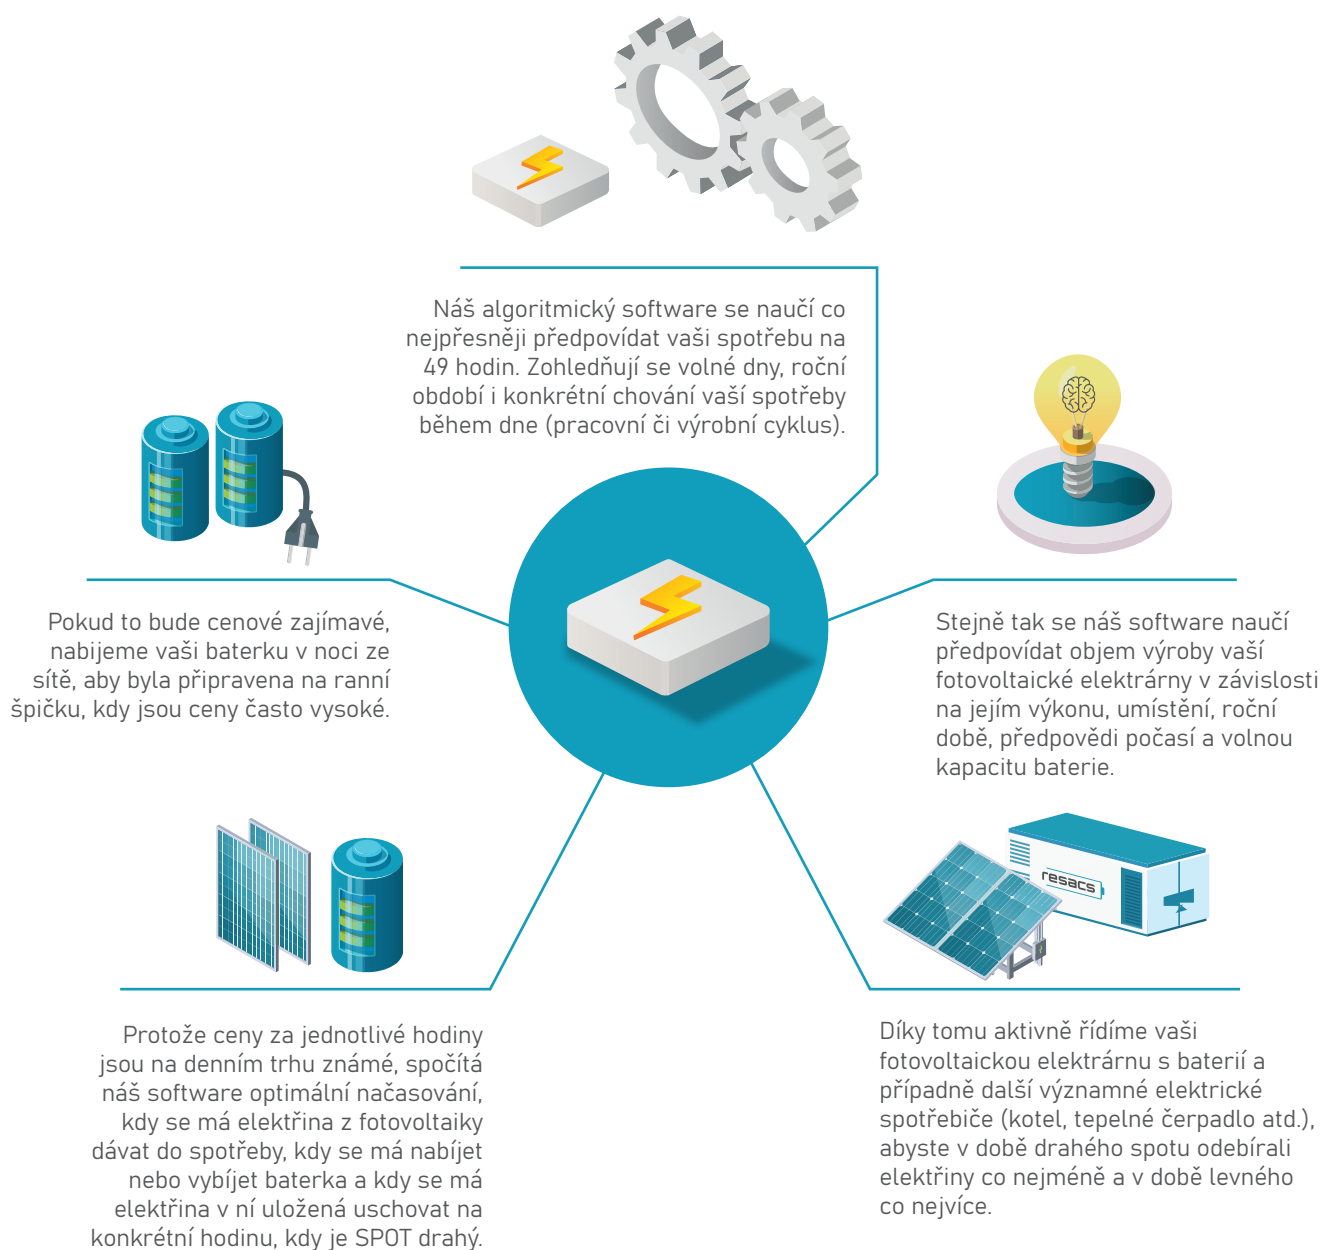 Náš algoritmický software se naučí co
nejpřesněji předpovídat vaši spotřebu na
49 hodin. Zohledňují se volné dny, roční
období i konkrétní chování vaší spotřeby
během dne (pracovní či výrobní cyklus).
Pokud to bude cenové zajímavé,
nabijeme vaši baterku v noci ze
sítě, aby byla připravena na ranní
špičku, kdy jsou ceny často vysoké.
Stejně tak se náš software naučí
předpovídat objem výroby vaší
fotovoltaické elektrárny v závislosti
na jejím výkonu, umístění, roční
době, předpovědi počasí a volnou
kapacitu baterie.
resacs
Protože ceny za jednotlivé hodiny
jsou na denním trhu známé, spočítá
náš software optimální načasování,
kdy se má elektřina z fotovoltaiky
dávat do spotřeby, kdy se má nabíjet
nebo vybíjet baterka a kdy se má
elektřina v ní uložená uschovat na
konkrétní hodinu, kdy je SPOT drahý.
Díky tomu aktivně řídíme vaši
fotovoltaickou elektrárnu s baterií a
případně další významné elektrické
spotřebiče (kotel, tepelné čerpadlo atd.),
abyste v době drahého spotu odebírali
elektřiny co nejméně a v době levného
co nejvíce.